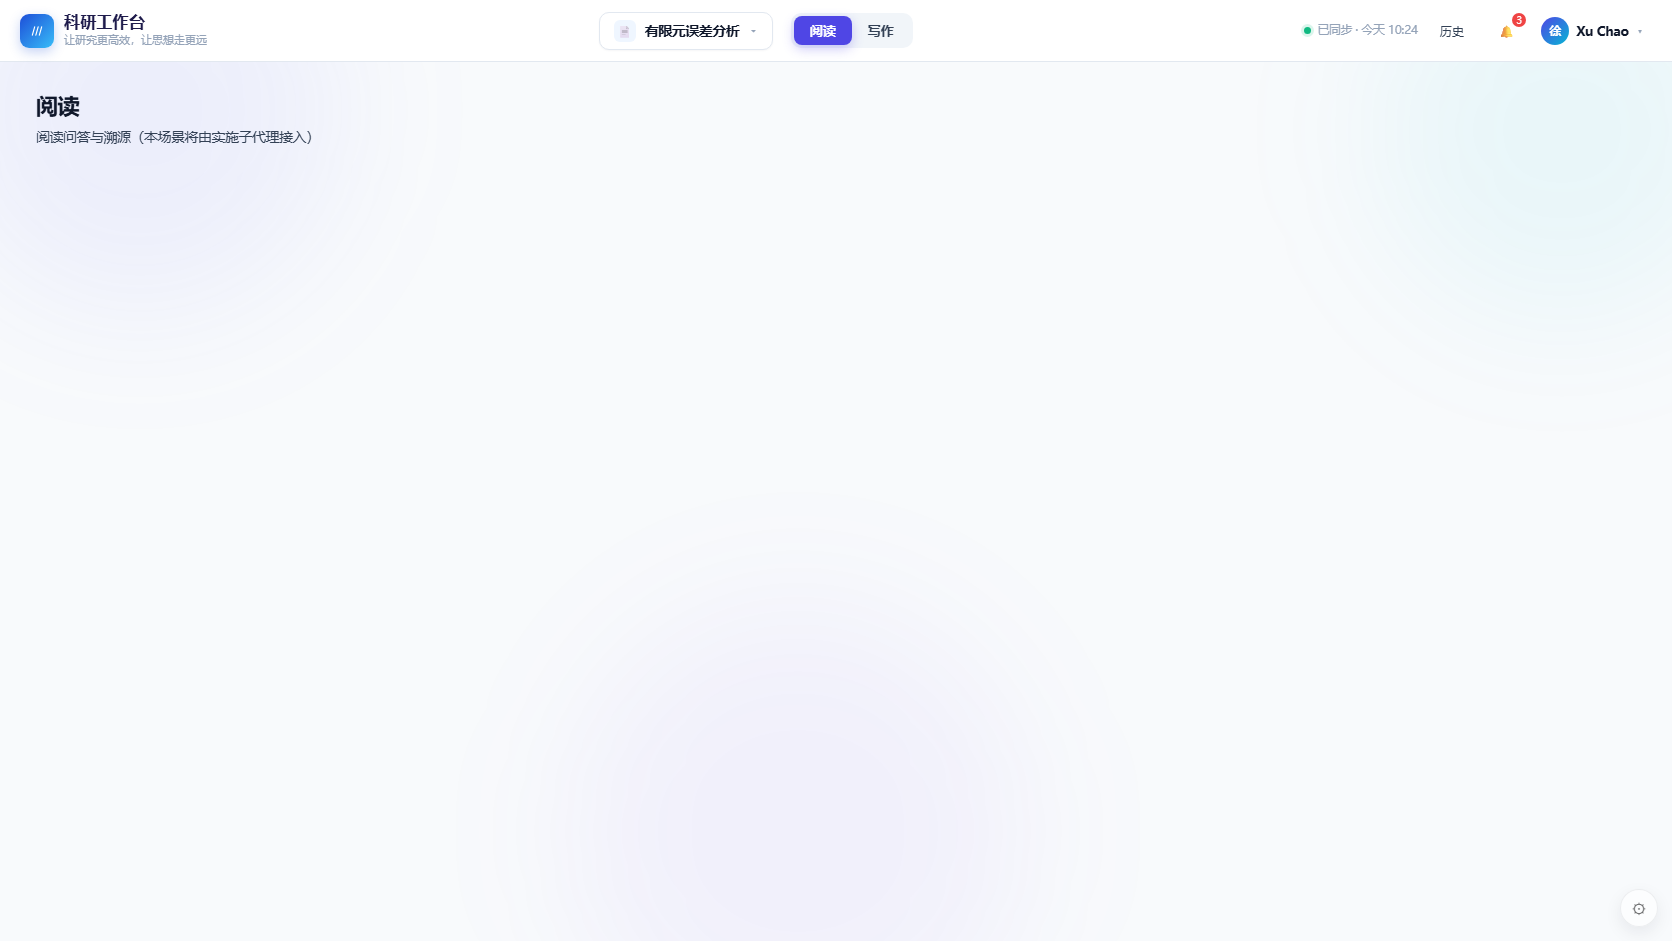 科研工作台
让研究更高效，让思想走更远
有限元误差分析
阅读
写作
已同步 · 今天 10:24
历史
3
徐
Xu Chao
阅读
阅读问答与溯源（本场景将由实施子代理接入）